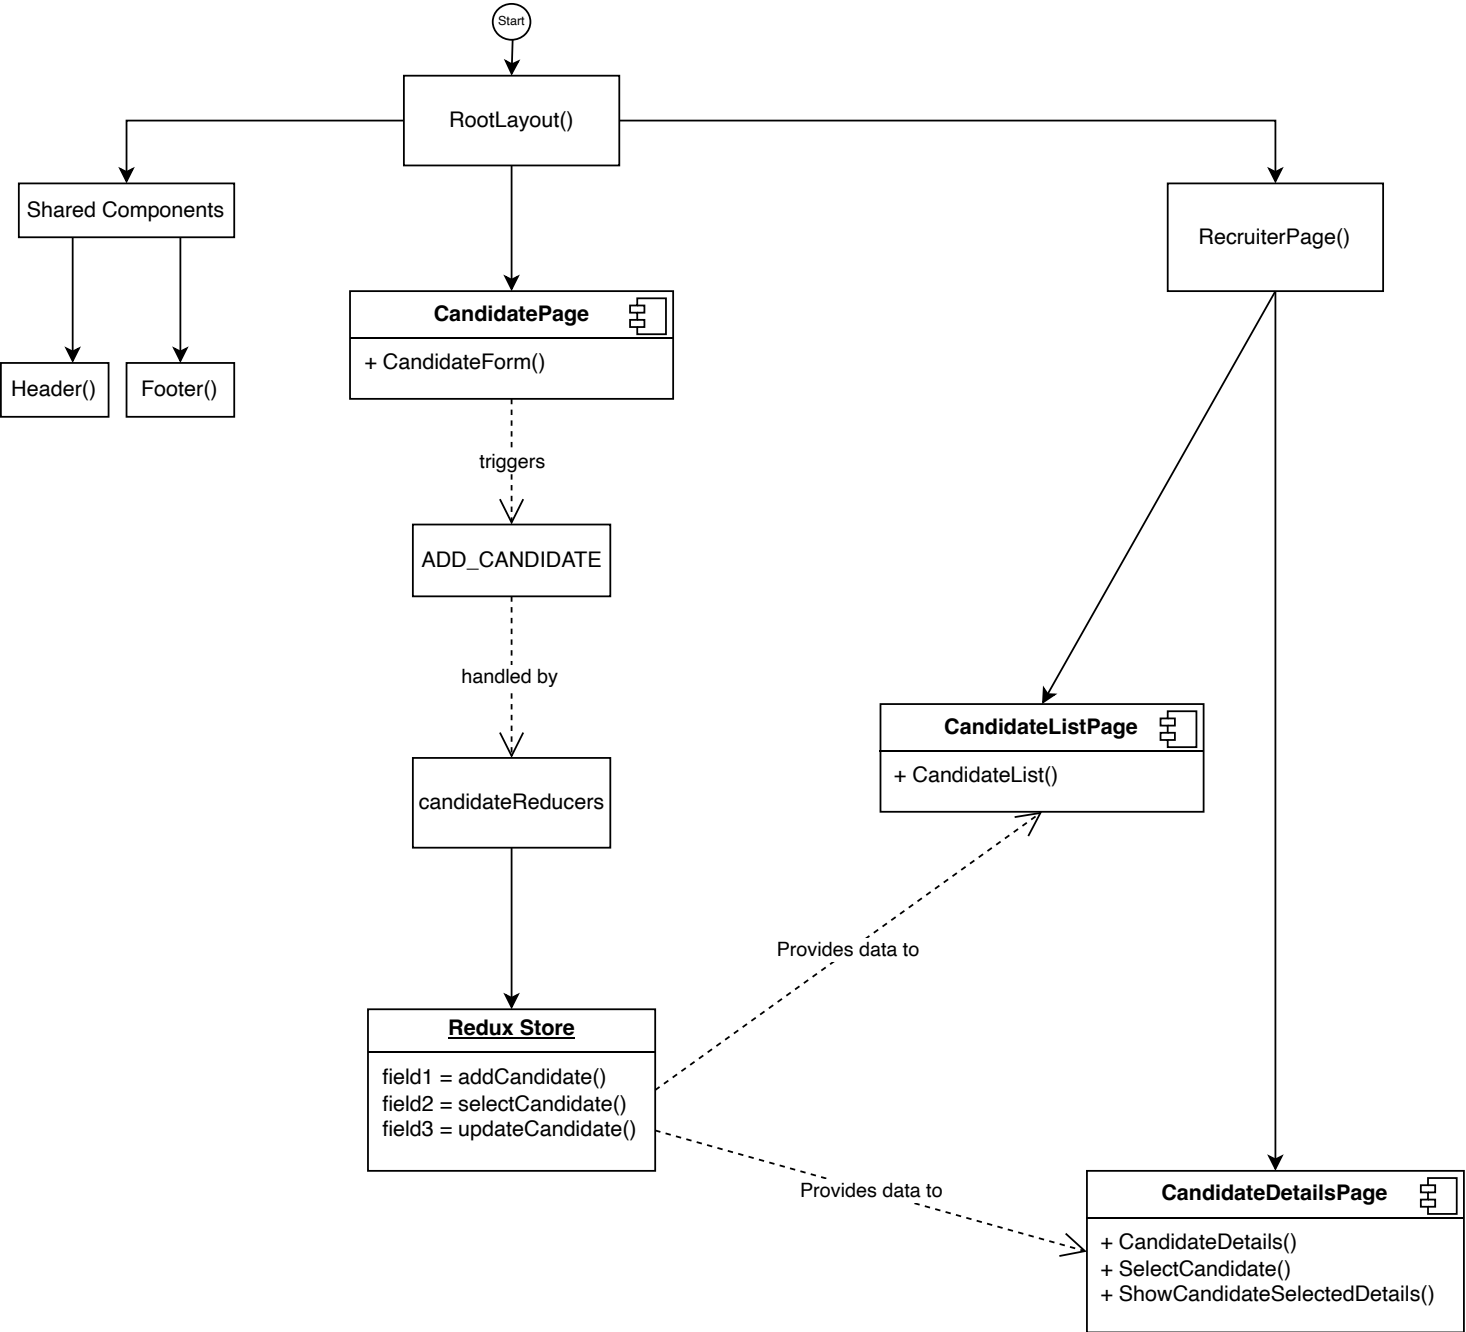 Start
RootLayout()
Shared Components
RecruiterPage()
CandidatePage
+ CandidateForm()
Header()
Footer()
triggers
ADD_CANDIDATE
handled by
CandidateListPage
+ CandidateList()
candidateReducers
Provides data to
Redux Store
field1 = addCandidate()
field2 = selectCandidate()
field3 = updateCandidate()
Provides data to
CandidateDetailsPage
+ CandidateDetails()
+ SelectCandidate()
+ ShowCandidateSelectedDetails()